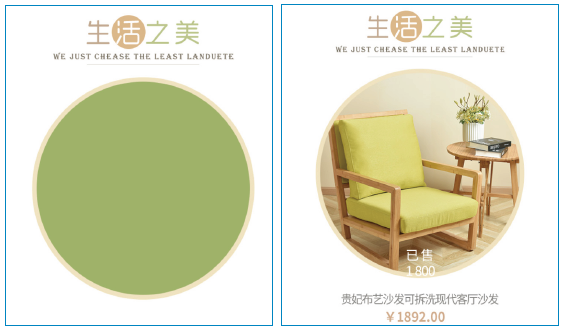 生活之美
WE JUST CHEASE THE LEAST LANDUETE
生活之美
WE JUST CHEASE THE LEAST LANDUETE
已售
1,800
贵妃布艺沙发可拆洗现代客厅沙发
￥1892.00